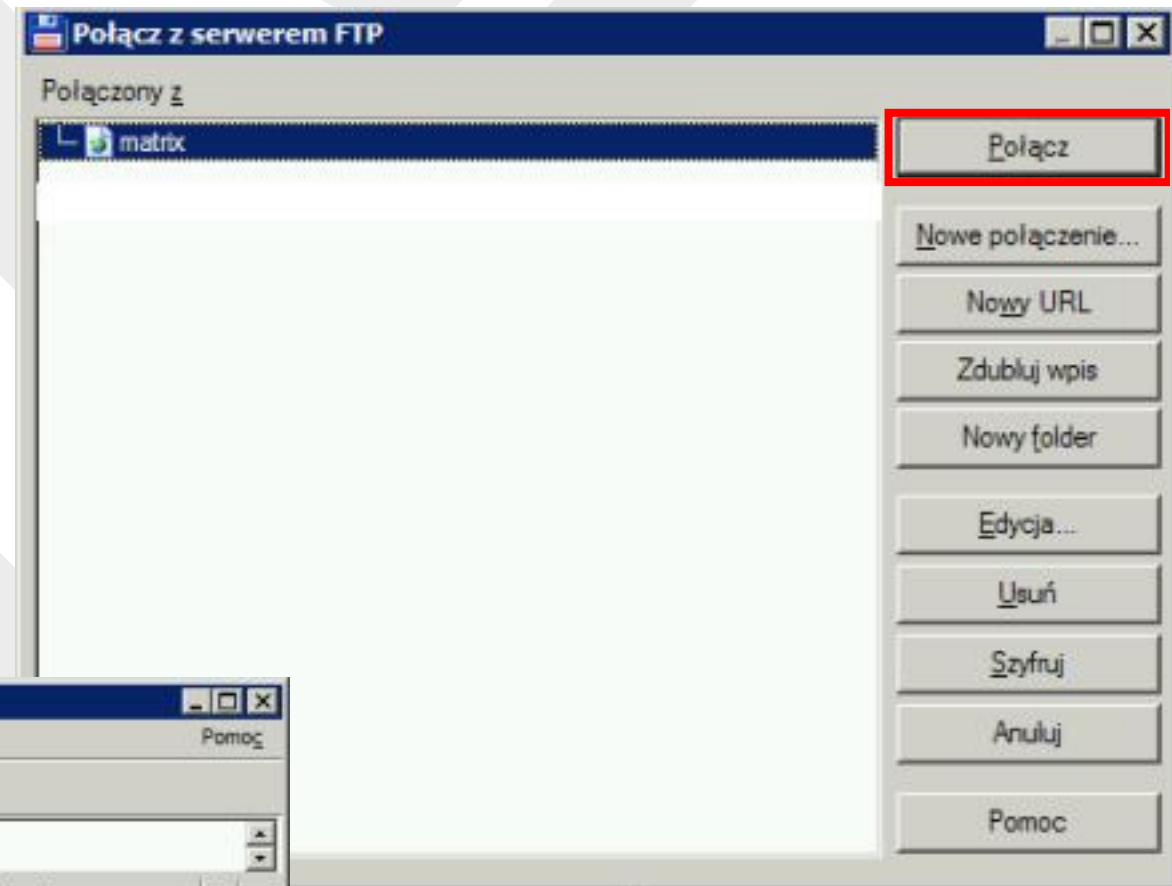 Połącz z serwerem FTP
Połączony z
matrix
Połącz
Nowe połączenie...
Nowy URL
Zdubluj wpis
Nowy folder
Edycja...
Usuń
Szyfruj
Anuluj
Pomoc
Pomoc